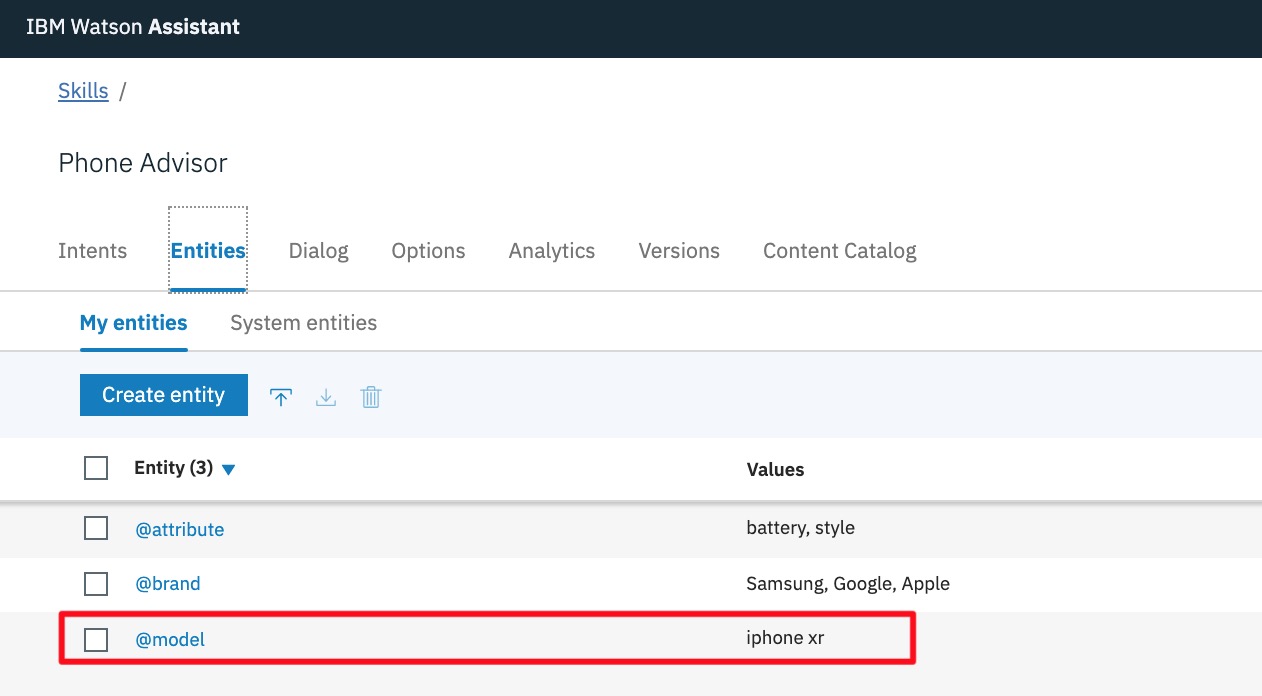 IBM Watson Assistant
Skills /
Phone Advisor
Intents Entities Dialog Options Analytics Versions Content Catalog
My entities System entities
Create entity
Entity (3) Values
@attribute battery, style
@brand Samsung, Google, Apple
@model iphone xr